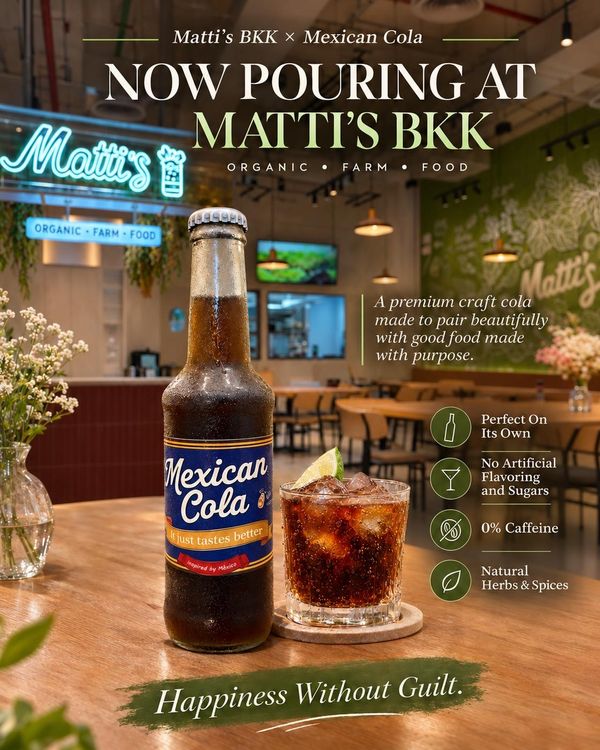 Matti's BKK × Mexican Cola
NOW POURING AT
MATTI'S BKK
ORGANIC • FARM • FOOD
Matti's
ORGANIC • FARM • FOOD
Matti's
A premium craft cola
made to pair beautifully
with good food made
with purpose.
Perfect On
Its Own
No Artificial
Flavoring
and Sugars
0% Caffeine
Natural
Herbs & Spices
Mexican
Cola
It just tastes better
Inspired by México
Happiness Without Guilt.